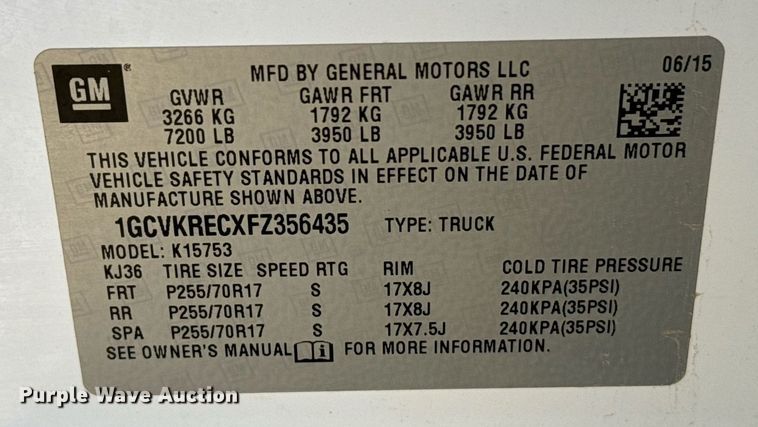 GM
MFD BY GENERAL MOTORS LLC 06/15
GVWR GAWR FRT GAWR RR
3266 KG 1792 KG 1792 KG
7200 LB 3950 LB 3950 LB
THIS VEHICLE CONFORMS TO ALL APPLICABLE U.S. FEDERAL MOTOR
VEHICLE SAFETY STANDARDS IN EFFECT ON THE DATE OF
MANUFACTURE SHOWN ABOVE.
1GCVKRECXFZ356435 TYPE: TRUCK
MODEL: K15753
KJ36 TIRE SIZE SPEED RTG RIM COLD TIRE PRESSURE
FRT P255/70R17 S 17X8J 240KPA(35PSI)
RR P255/70R17 S 17X8J 240KPA(35PSI)
SPA P255/70R17 S 17X7.5J 240KPA(35PSI)
SEE OWNER'S MANUAL i FOR MORE INFORMATION.
Purple Wave Auction